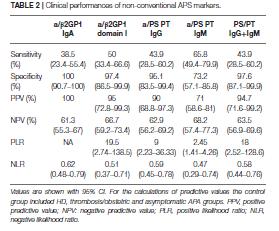 TABLE 2 | Clinical performances of non-conventional APS markers.
a/β2GP1 IgA a/β2GP1 domain I a/PS PT IgG a/PS PT IgM PS/PT IgG+IgM
Sensitivity 38.5 50 43.9 65.8 43.9
(%) (23.4-55.4) (33.4-66.6) (28.5-60.2) (49.4-79.9) (28.5-60.2)
Specificity 100 97.4 95.1 73.2 97.6
(%) (90.7-100) (86.5-99.9) (83.5-99.4) (57.1-85.8) (87.1-99.9)
PPV (%) 100 95 90 71 94.7
(72.8-99.3) (68.8-97.3) (58.6-81) (71.6-99.2)
NPV (%) 61.3 66.7 62.9 68.2 63.5
(55.3-67) (59.2-73.4) (56.2-69.2) (57.4-77.3) (56.9-69.6)
PLR NA 19.5 9 2.45 18
(2.74-138.5) (2.23-36.33) (1.41-4.26) (2.52-128.6)
NLR 0.62 0.51 0.59 0.47 0.58
(0.48-0.79) (0.37-0.71) (0.45-0.78) (0.29-0.74) (0.44-0.76)
Values are shown with 95% CI. For the calculations of predictive values the control
group included HD, thrombosis/obstetric and asymptomatic APA groups. PPV, positive
predictive value; NPV: negative predictive value; PLR, positive likelihood ratio; NLR,
negative likelihood ratio.